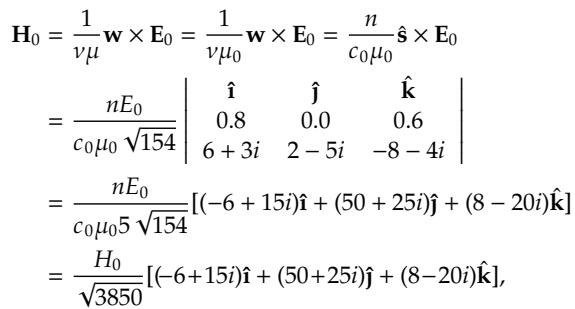 H₀ = 1/(νμ) w × E₀ = 1/(νμ₀) w × E₀ = n/(c₀μ₀) ŝ × E₀
= nE₀/(c₀μ₀ √154) | î ĵ k̂ |
| 0.8 0.0 0.6 |
| 6 + 3i 2 − 5i −8 − 4i |
= nE₀/(c₀μ₀5 √154) [(−6 + 15i)î + (50 + 25i)ĵ + (8 − 20i)k̂]
= H₀/√3850 [(−6+15i)î + (50+25i)ĵ + (8−20i)k̂],